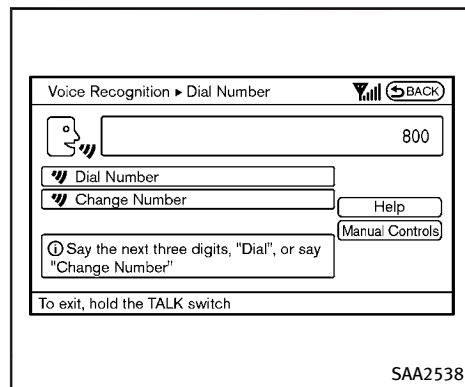 Voice Recognition ▸ Dial Number
BACK
800
Dial Number
Change Number
Help
Manual Controls
Say the next three digits, "Dial", or say
"Change Number"
To exit, hold the TALK switch
SAA2538